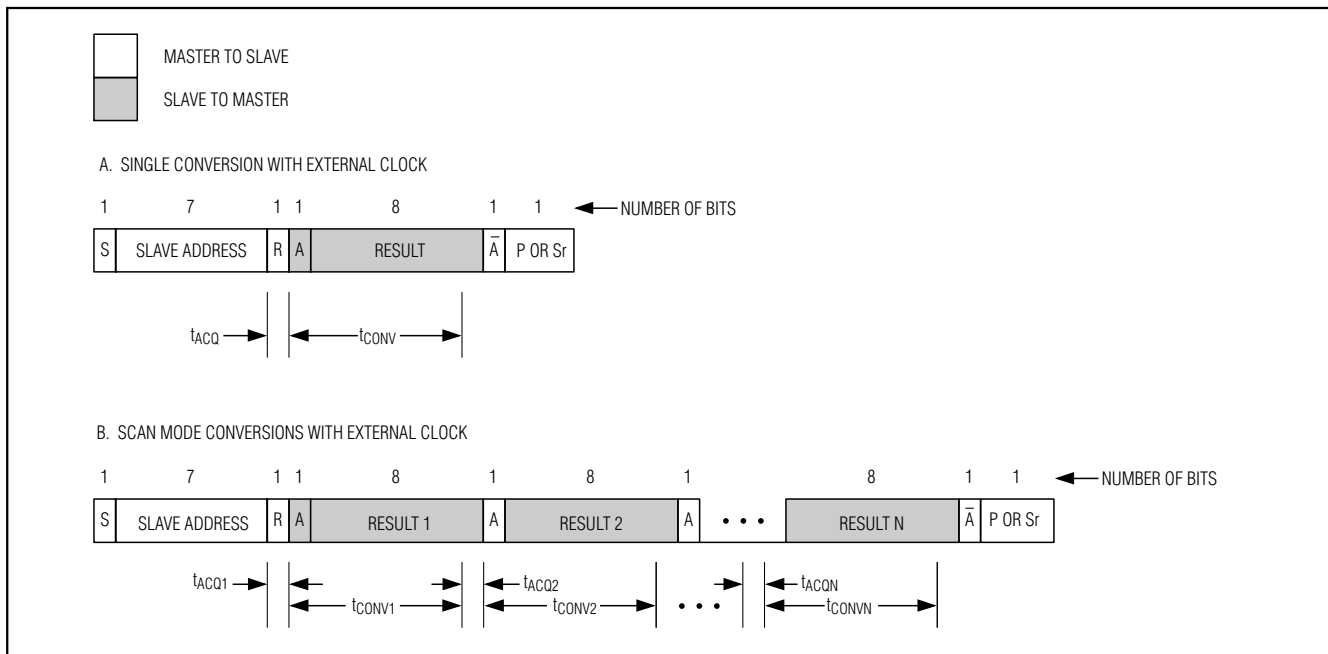 MASTER TO SLAVE
SLAVE TO MASTER
A. SINGLE CONVERSION WITH EXTERNAL CLOCK
1 7 1 1 8 1 1 NUMBER OF BITS
S SLAVE ADDRESS R A RESULT A̅ P OR Sr
tACQ tCONV
B. SCAN MODE CONVERSIONS WITH EXTERNAL CLOCK
1 7 1 1 8 1 8 1 8 1 1 NUMBER OF BITS
S SLAVE ADDRESS R A RESULT 1 A RESULT 2 A • • • RESULT N A̅ P OR Sr
tACQ1 tACQ2 tACQN
tCONV1 tCONV2 • • • tCONVN